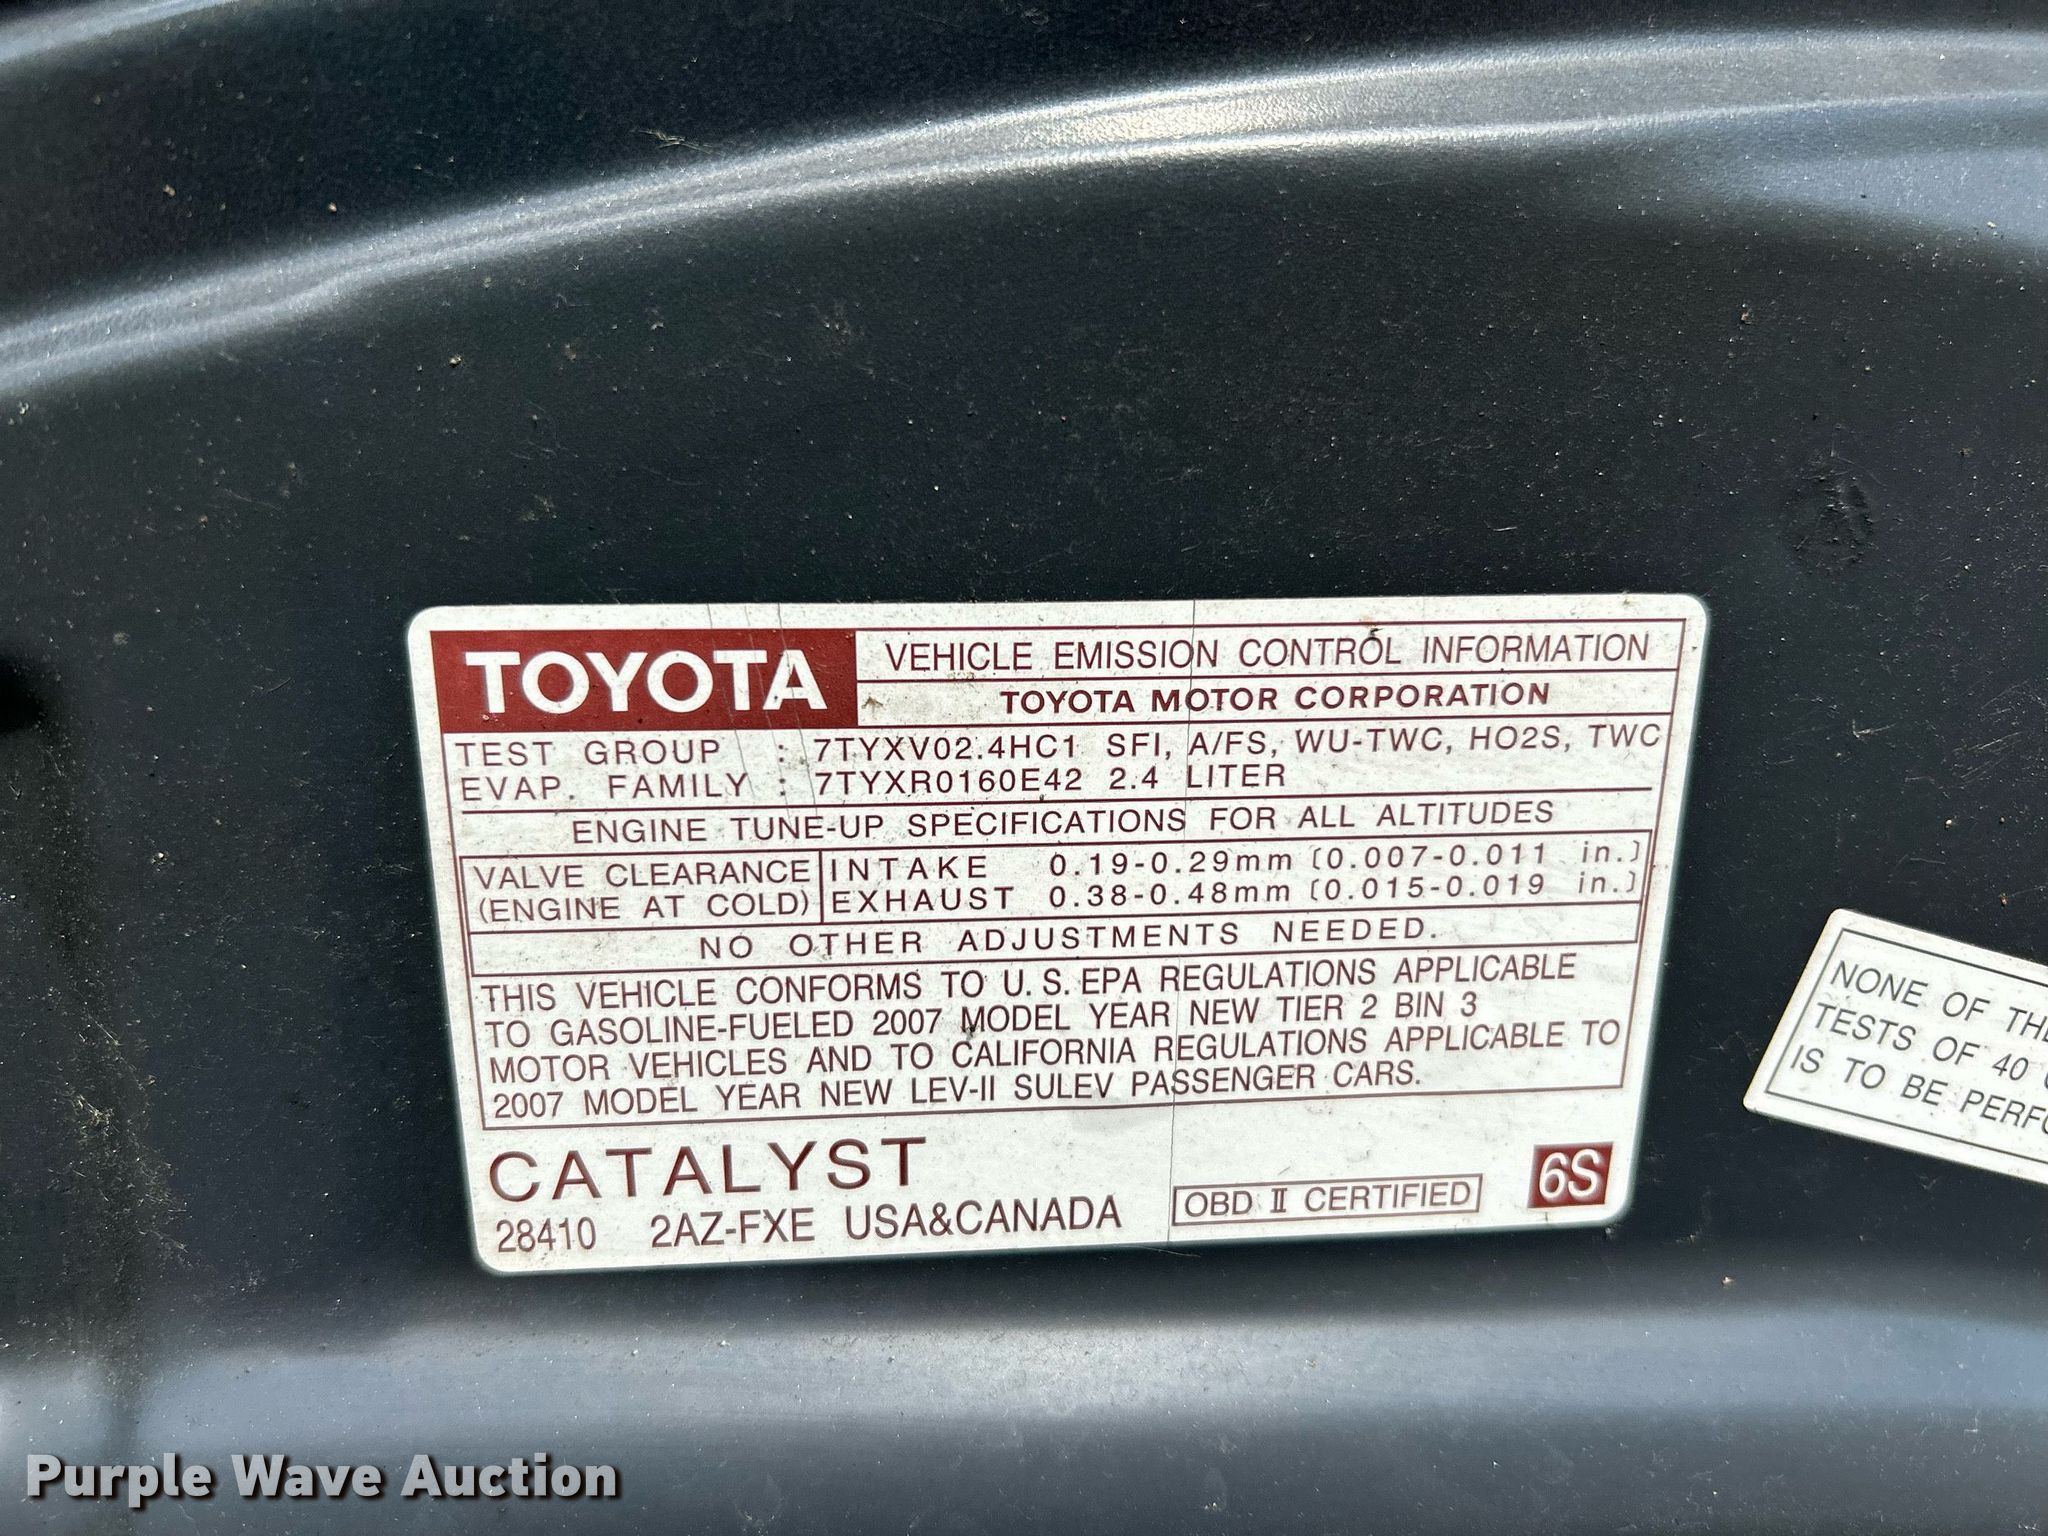 TOYOTA
VEHICLE EMISSION CONTROL INFORMATION
TOYOTA MOTOR CORPORATION
TEST GROUP : 7TYXV02.4HC1 SFI, A/FS, WU-TWC, HO2S, TWC
EVAP. FAMILY : 7TYXR0160E42 2.4 LITER
ENGINE TUNE-UP SPECIFICATIONS FOR ALL ALTITUDES
VALVE CLEARANCE INTAKE 0.19-0.29mm (0.007-0.011 in.)
(ENGINE AT COLD) EXHAUST 0.38-0.48mm (0.015-0.019 in.)
NO OTHER ADJUSTMENTS NEEDED.
THIS VEHICLE CONFORMS TO U.S. EPA REGULATIONS APPLICABLE
TO GASOLINE-FUELED 2007 MODEL YEAR NEW TIER 2 BIN 3
MOTOR VEHICLES AND TO CALIFORNIA REGULATIONS APPLICABLE TO
2007 MODEL YEAR NEW LEV-II SULEV PASSENGER CARS.
CATALYST
28410 2AZ-FXE USA&CANADA
OBD II CERTIFIED
6S
NONE OF
TESTS OF 40
IS TO BE
Purple Wave Auction